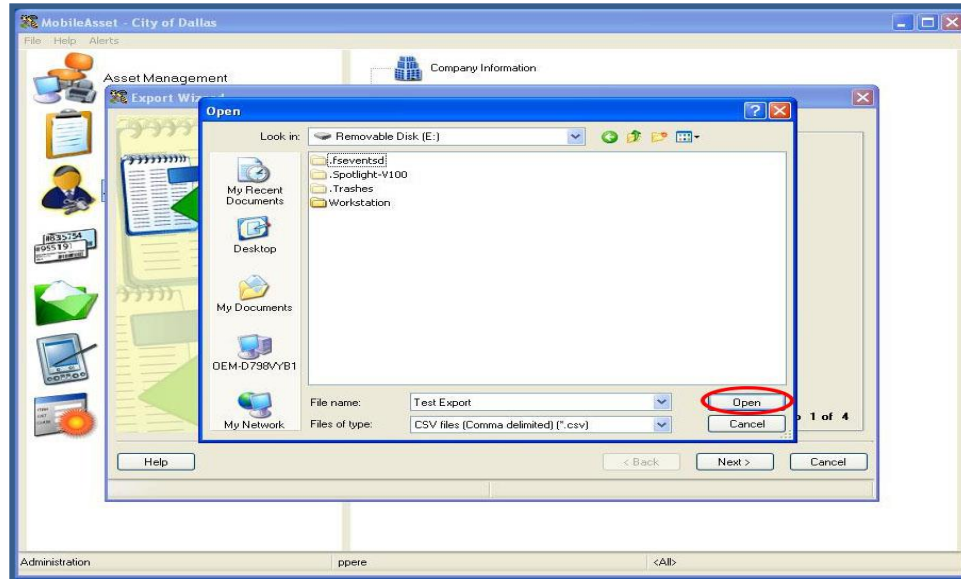 MobileAsset - City of Dallas
File Help Alerts
Asset Management
Company Information
Export Wiz
Open
Look in: Removable Disk (E:)
.fseventsd
.Spotlight-V100
.Trashes
Workstation
My Recent Documents
Desktop
My Documents
OEM-D798VYB1
My Network
File name: Test Export Open
Files of type: CSV files (Comma delimited) (*.csv) Cancel
1 of 4
Help < Back Next > Cancel
Administration ppere <All>